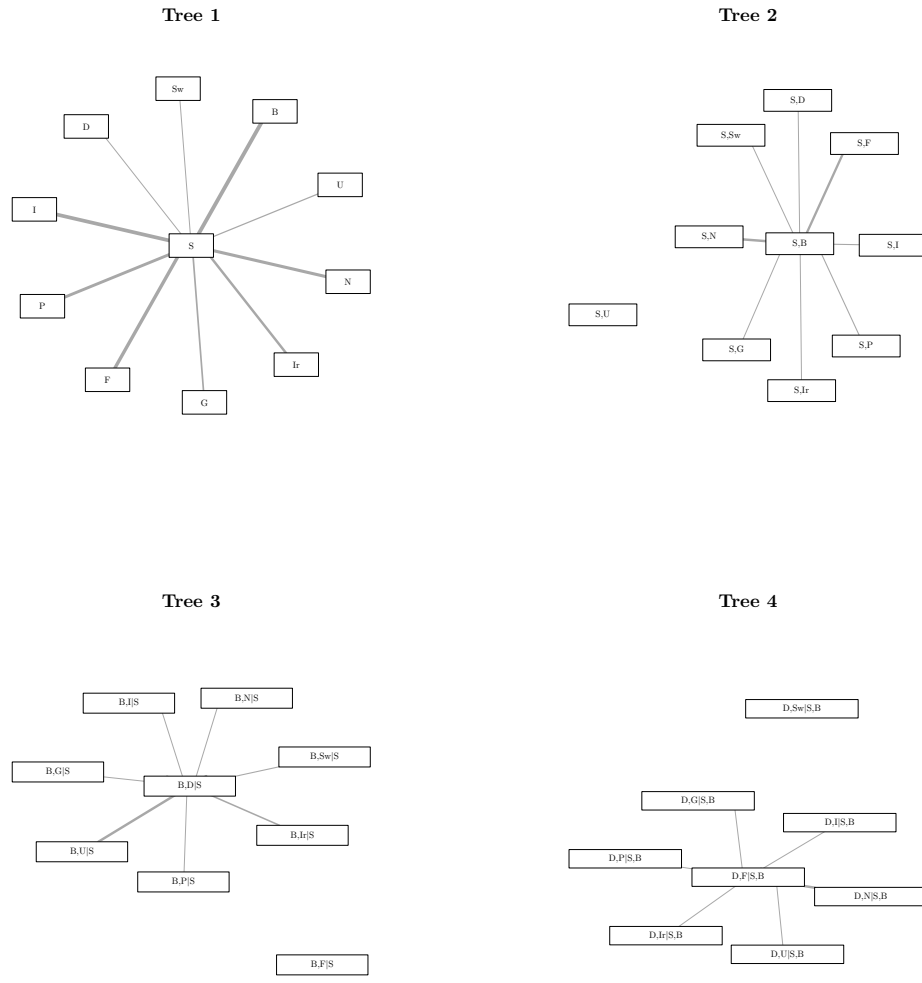 Tree 1
Tree 2
Sw
B
D
U
I
S
N
P
Ir
F
G
S,D
S,Sw
S,F
S,N
S,B
S,I
S,U
S,G
S,P
S,Ir
Tree 3
Tree 4
B,I|S
B,N|S
B,Sw|S
B,G|S
B,D|S
B,Ir|S
B,U|S
B,P|S
B,F|S
D,Sw|S,B
D,G|S,B
D,I|S,B
D,P|S,B
D,F|S,B
D,N|S,B
D,Ir|S,B
D,U|S,B